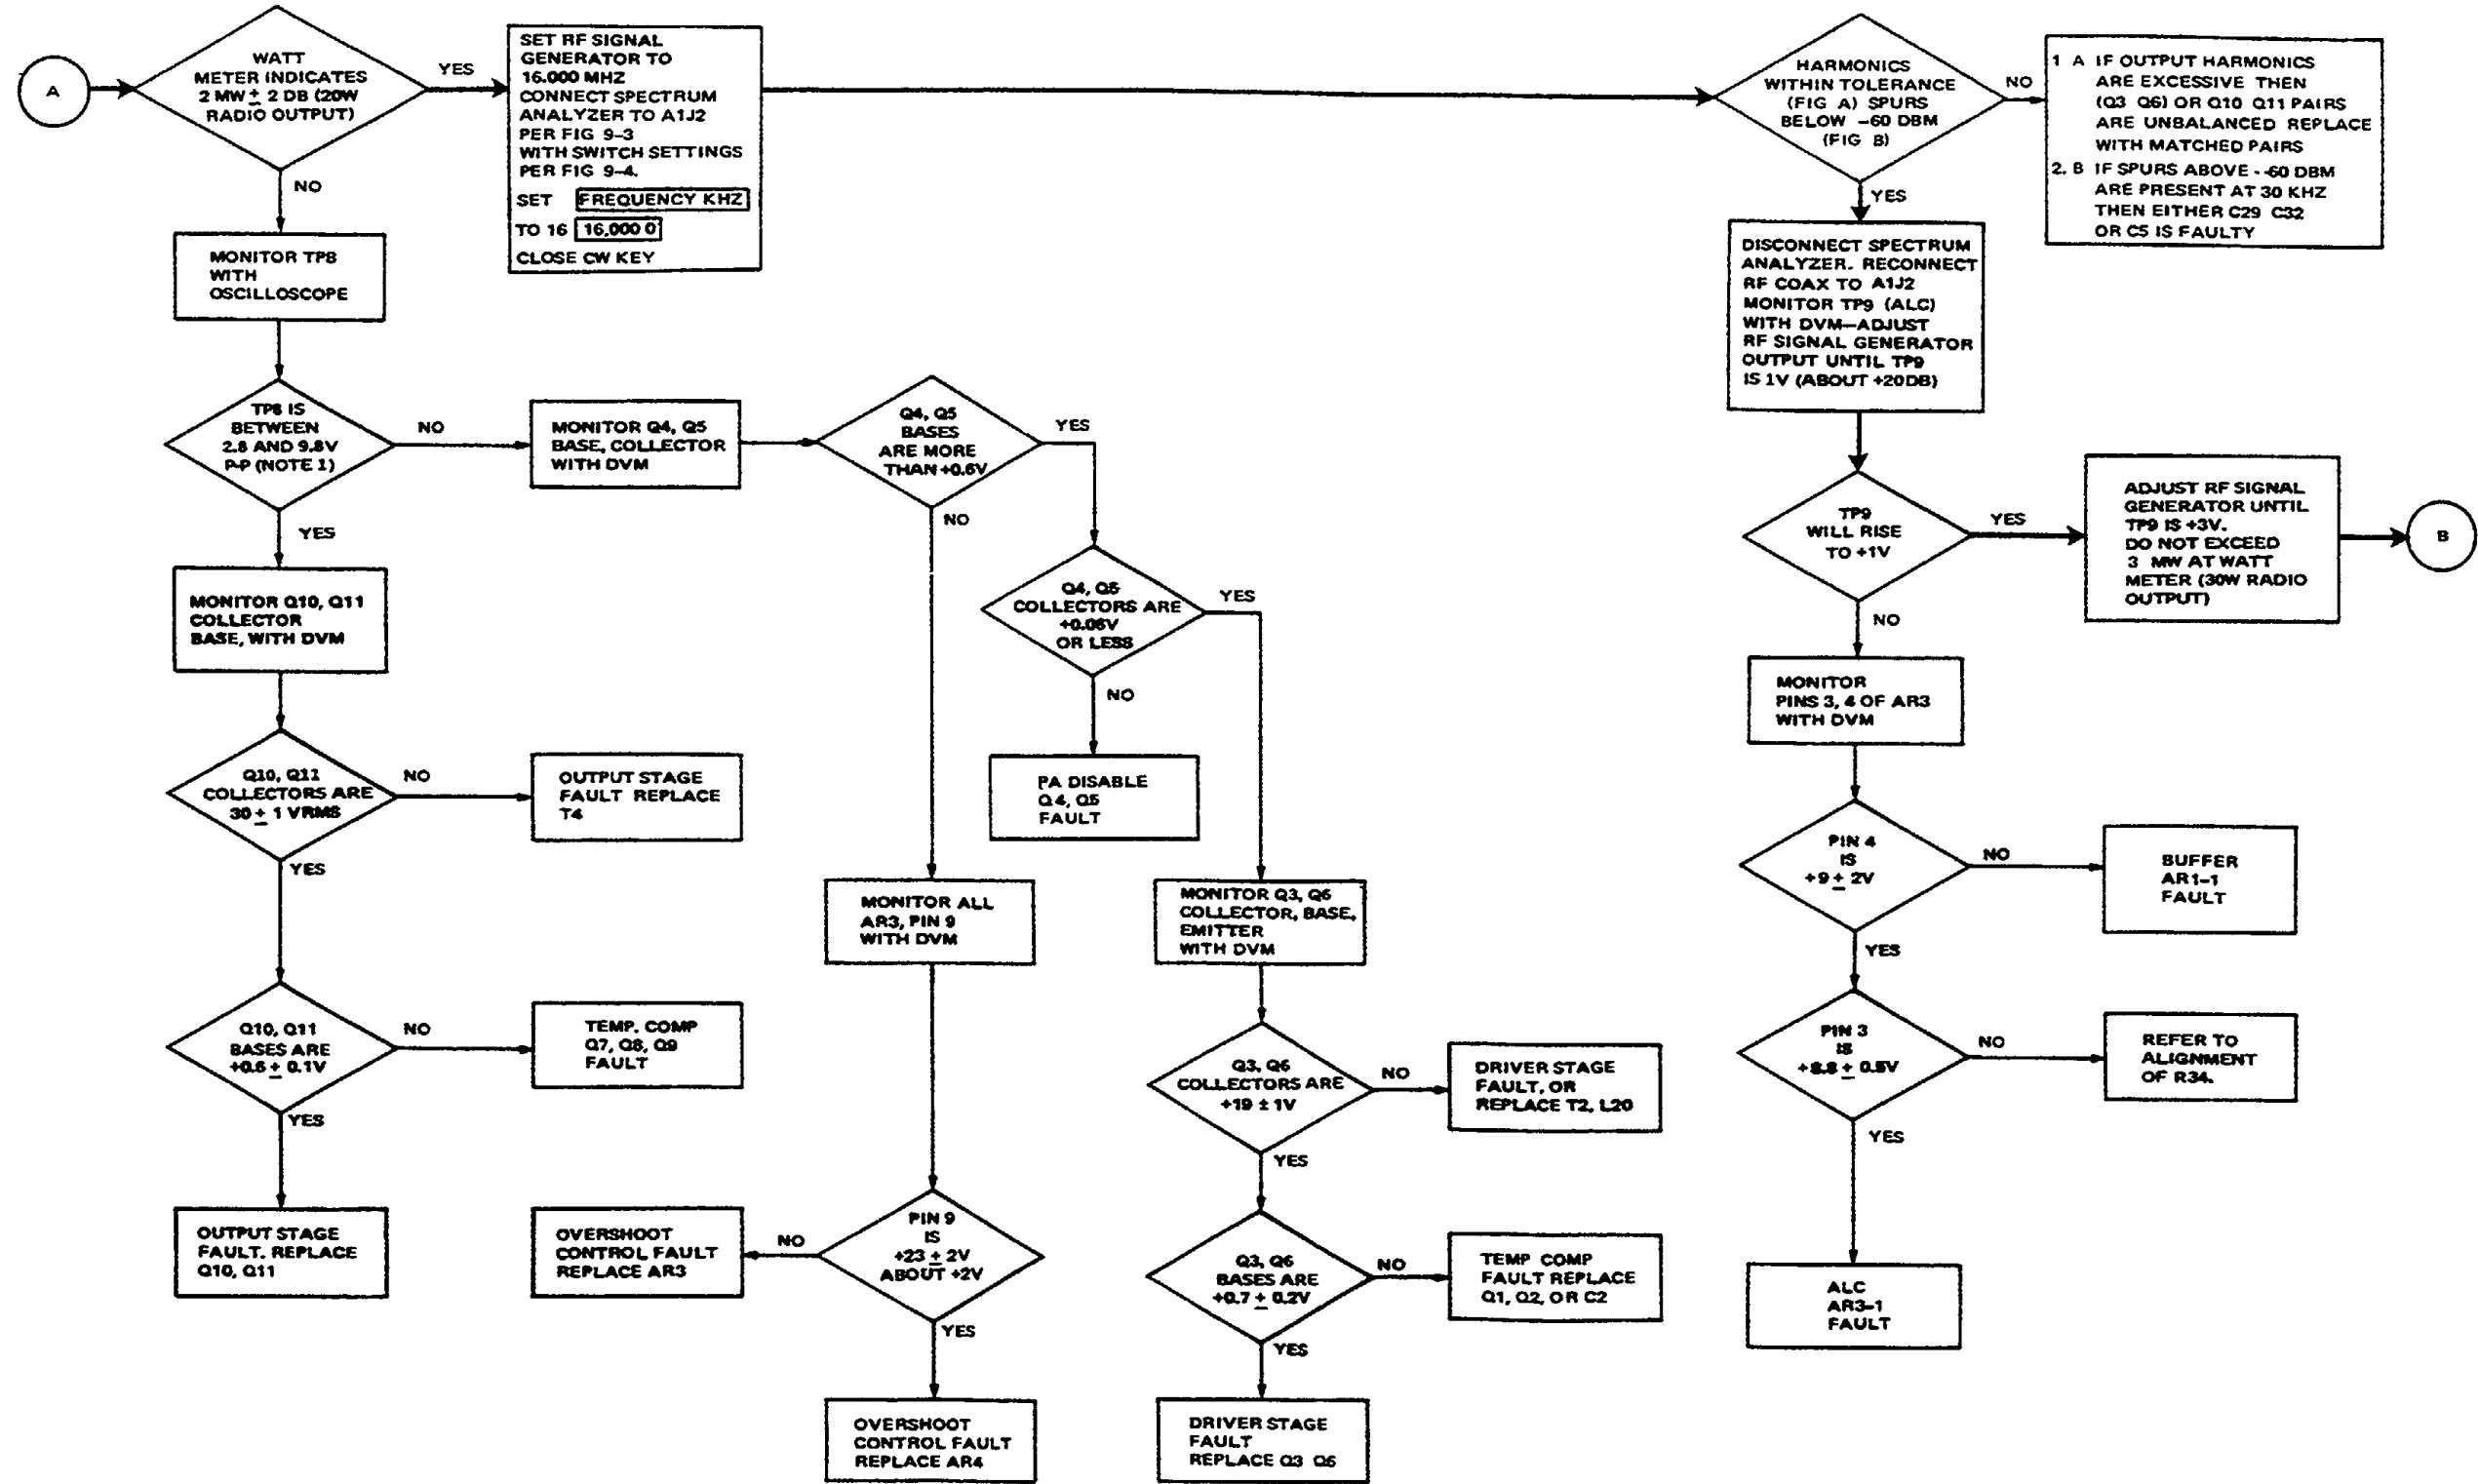 A
WATT
METER INDICATES
2 MW ± 2 DB (20W
RADIO OUTPUT)
YES
NO
SET RF SIGNAL
GENERATOR TO
16.000 MHZ
CONNECT SPECTRUM
ANALYZER TO A1J2
PER FIG 9-3
WITH SWITCH SETTINGS
PER FIG 9-4.
SET FREQUENCY KHZ
TO 16 16,000 0
CLOSE CW KEY
HARMONICS
WITHIN TOLERANCE
(FIG A) SPURS
BELOW -60 DBM
(FIG B)
NO
YES
1 A IF OUTPUT HARMONICS
ARE EXCESSIVE THEN
(Q3 Q6) OR Q10 Q11 PAIRS
ARE UNBALANCED REPLACE
WITH MATCHED PAIRS
2. B IF SPURS ABOVE --60 DBM
ARE PRESENT AT 30 KHZ
THEN EITHER C29 C32
OR C5 IS FAULTY
MONITOR TP8
WITH
OSCILLOSCOPE
DISCONNECT SPECTRUM
ANALYZER. RECONNECT
RF COAX TO A1J2
MONITOR TP9 (ALC)
WITH DVM—ADJUST
RF SIGNAL GENERATOR
OUTPUT UNTIL TP9
IS 1V (ABOUT +20DB)
TP8 IS
BETWEEN
2.8 AND 9.8V
P-P (NOTE 1)
NO
YES
MONITOR Q4, Q5
BASE, COLLECTOR
WITH DVM
Q4, Q5
BASES
ARE MORE
THAN +0.6V
YES
NO
TP9
WILL RISE
TO +1V
YES
NO
ADJUST RF SIGNAL
GENERATOR UNTIL
TP9 IS +3V.
DO NOT EXCEED
3 MW AT WATT
METER (30W RADIO
OUTPUT)
B
MONITOR Q10, Q11
COLLECTOR
BASE, WITH DVM
Q4, Q5
COLLECTORS ARE
+0.06V
OR LESS
YES
NO
MONITOR
PINS 3, 4 OF AR3
WITH DVM
Q10, Q11
COLLECTORS ARE
30 ± 1 VRMS
NO
YES
OUTPUT STAGE
FAULT REPLACE
T4
PA DISABLE
Q4, Q5
FAULT
PIN 4
IS
+9 ± 2V
NO
YES
BUFFER
AR1-1
FAULT
MONITOR ALL
AR3, PIN 9
WITH DVM
MONITOR Q3, Q6
COLLECTOR, BASE,
EMITTER
WITH DVM
Q10, Q11
BASES ARE
+0.6 ± 0.1V
NO
YES
TEMP. COMP
Q7, Q8, Q9
FAULT
Q3, Q6
COLLECTORS ARE
+19 ± 1V
NO
YES
DRIVER STAGE
FAULT, OR
REPLACE T2, L20
PIN 3
IS
+8.8 ± 0.5V
NO
YES
REFER TO
ALIGNMENT
OF R34.
OUTPUT STAGE
FAULT. REPLACE
Q10, Q11
OVERSHOOT
CONTROL FAULT
REPLACE AR3
NO
PIN 9
IS
+23 ± 2V
ABOUT +2V
YES
Q3, Q6
BASES ARE
+0.7 ± 0.2V
NO
YES
TEMP COMP
FAULT REPLACE
Q1, Q2, OR C2
ALC
AR3-1
FAULT
OVERSHOOT
CONTROL FAULT
REPLACE AR4
DRIVER STAGE
FAULT
REPLACE Q3 Q6